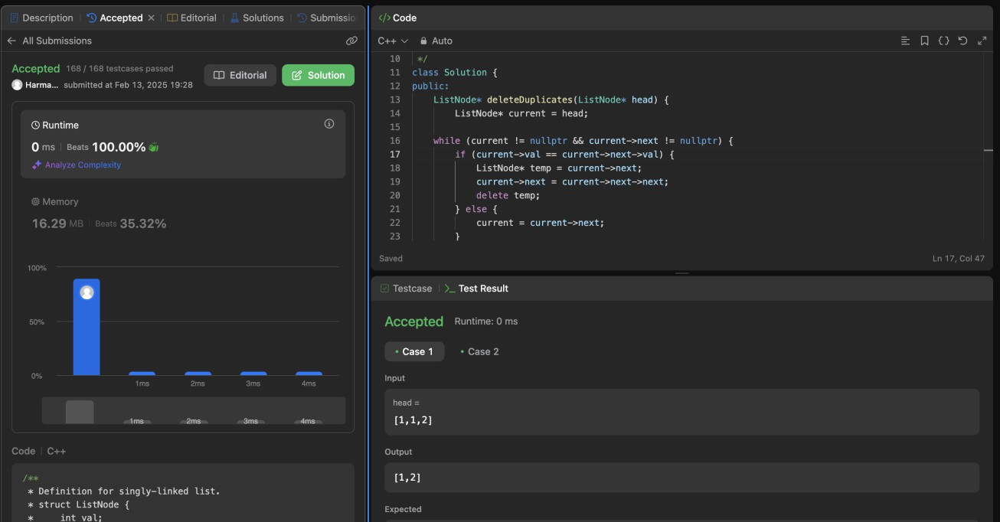 Description
Accepted
Editorial
Solutions
Submissio
All Submissions
Accepted 168 / 168 testcases passed
Harma... submitted at Feb 13, 2025 19:28
Editorial
Solution
Runtime
0 ms | Beats 100.00%
Analyze Complexity
Memory
16.29 MB | Beats 35.32%
100%
50%
0%
1ms 2ms 3ms 4ms
1ms 2ms 3ms 4ms
Code | C++
/**
* Definition for singly-linked list.
* struct ListNode {
*     int val;
</> Code
C++ Auto
10 */
11 class Solution {
12 public:
13     ListNode* deleteDuplicates(ListNode* head) {
14         ListNode* current = head;
15
16     while (current != nullptr && current->next != nullptr) {
17         if (current->val == current->next->val) {
18             ListNode* temp = current->next;
19             current->next = current->next->next;
20             delete temp;
21         } else {
22             current = current->next;
23         }
Saved
Ln 17, Col 47
Testcase
>_ Test Result
Accepted Runtime: 0 ms
• Case 1 • Case 2
Input
head =
[1,1,2]
Output
[1,2]
Expected